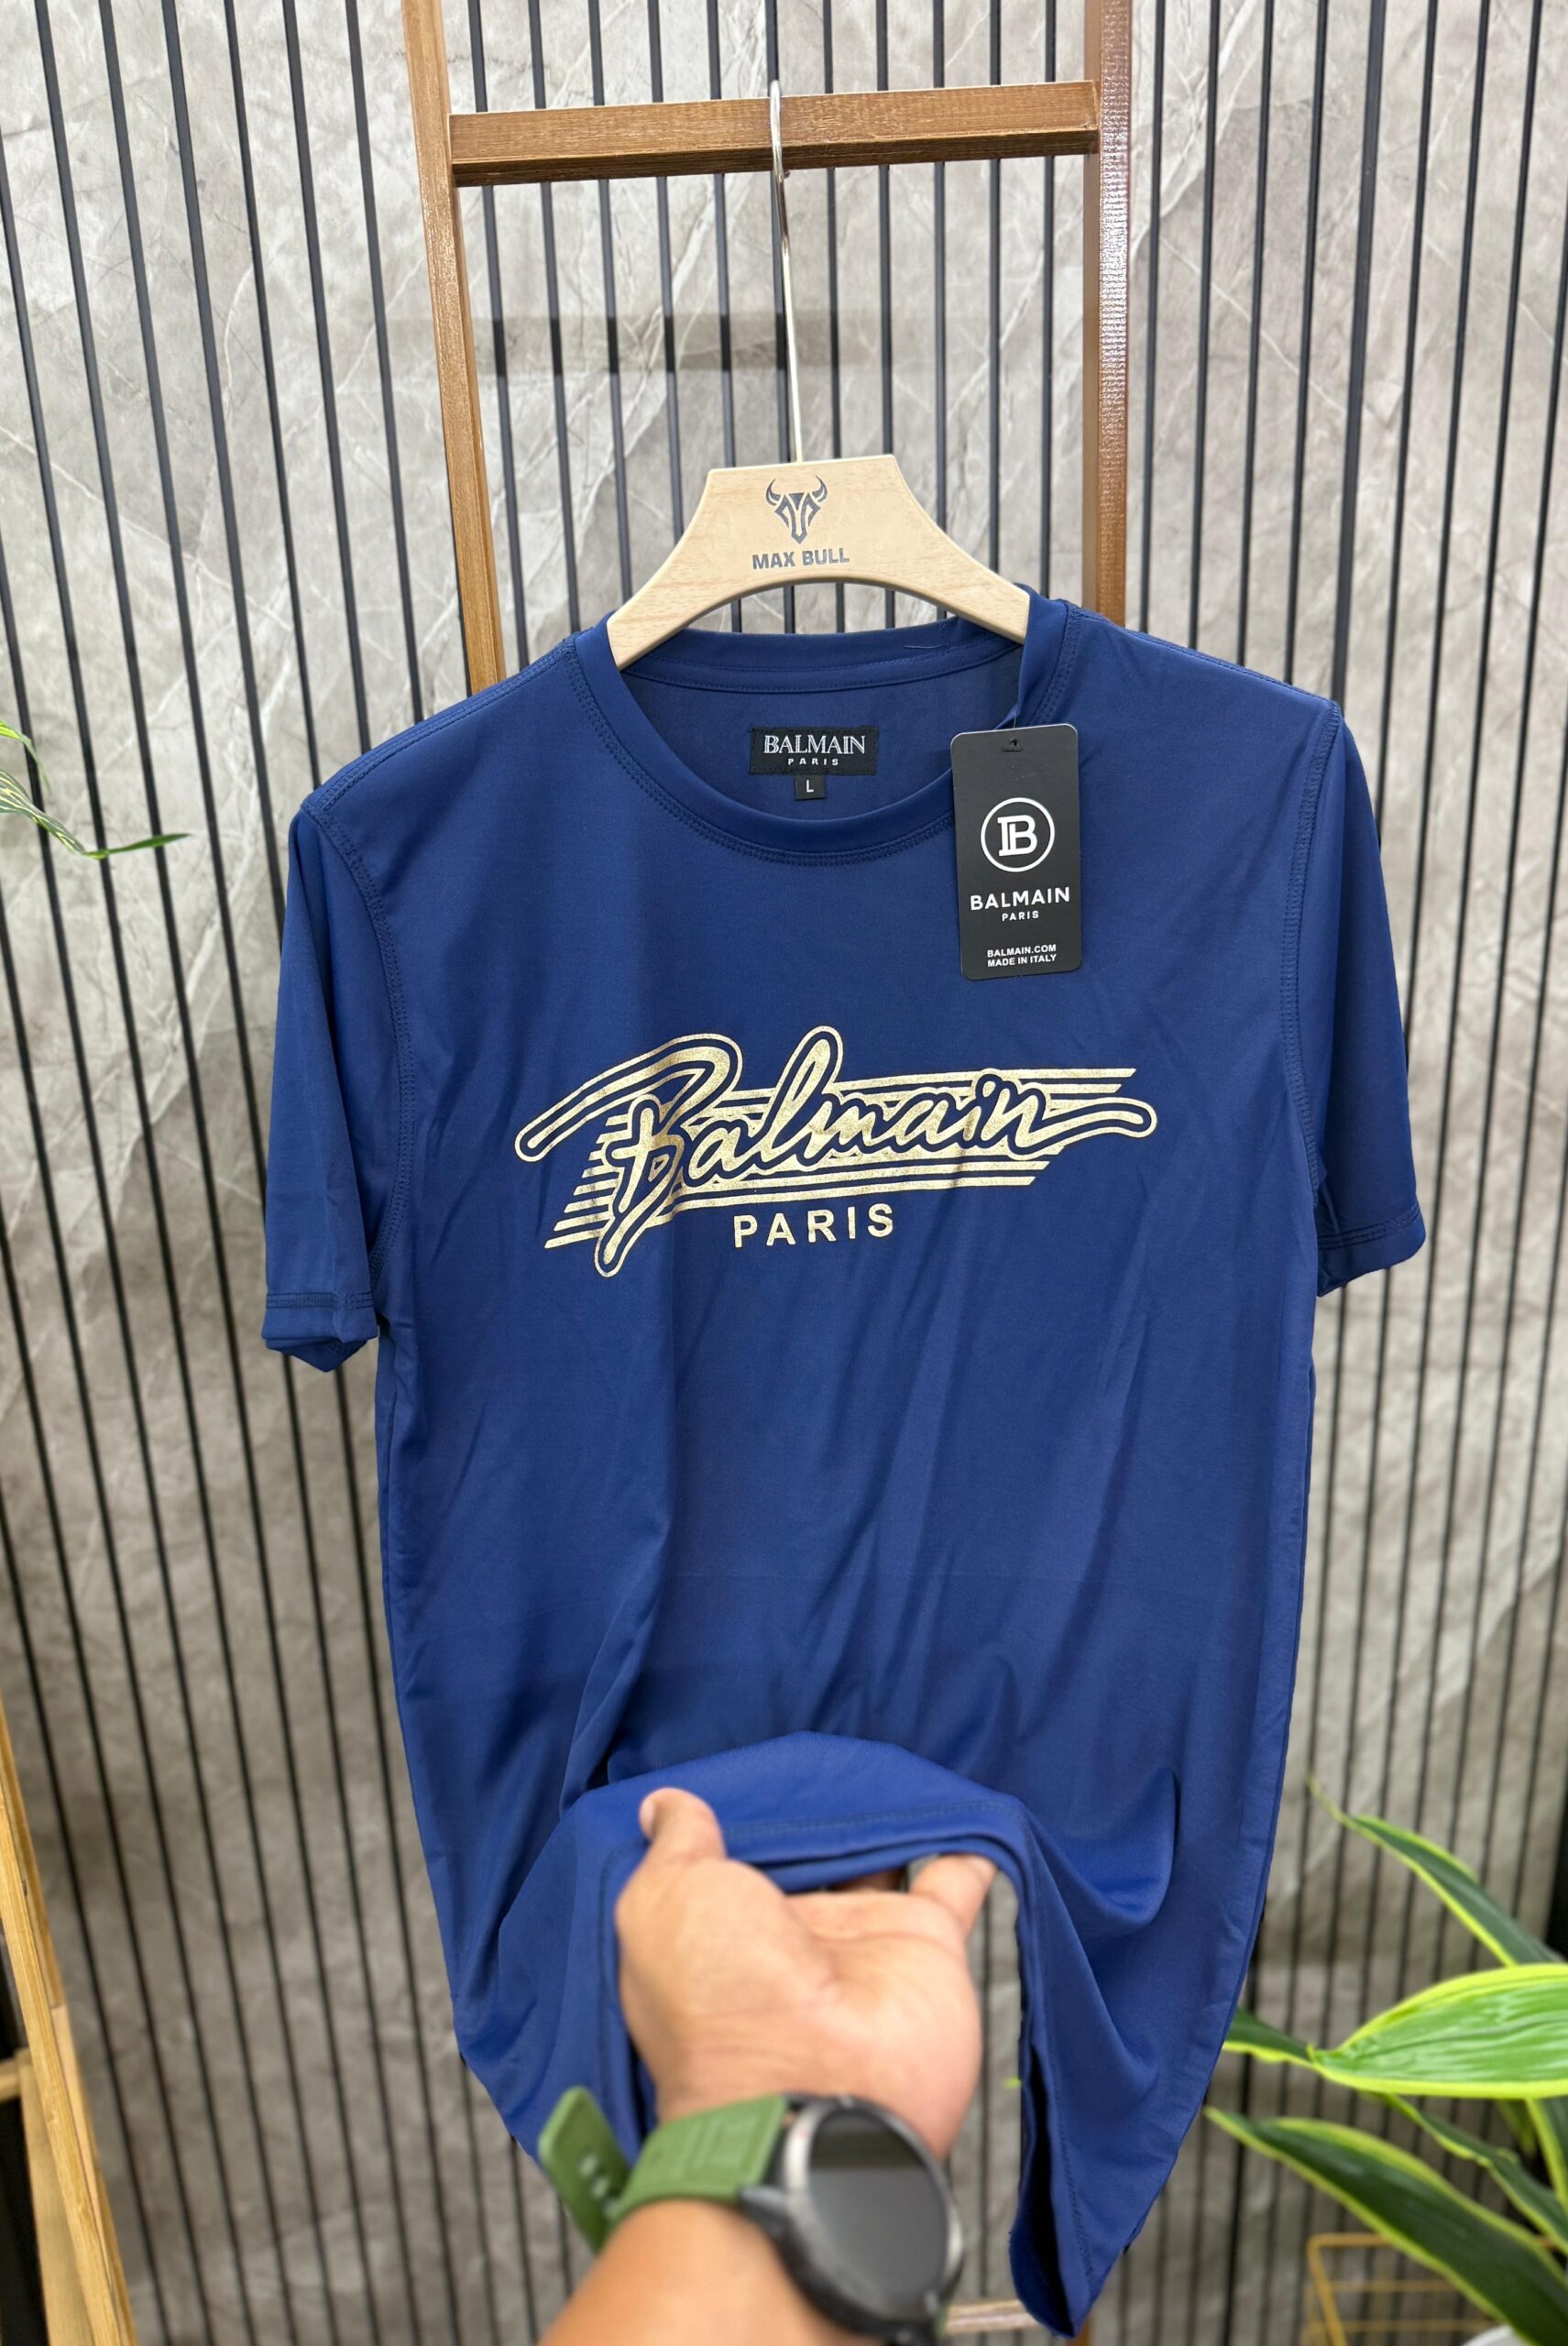 MAX BULL
BALMAIN
PARIS
L
B
BALMAIN
PARIS
BALMAIN.COM
MADE IN ITALY
Balmain
PARIS